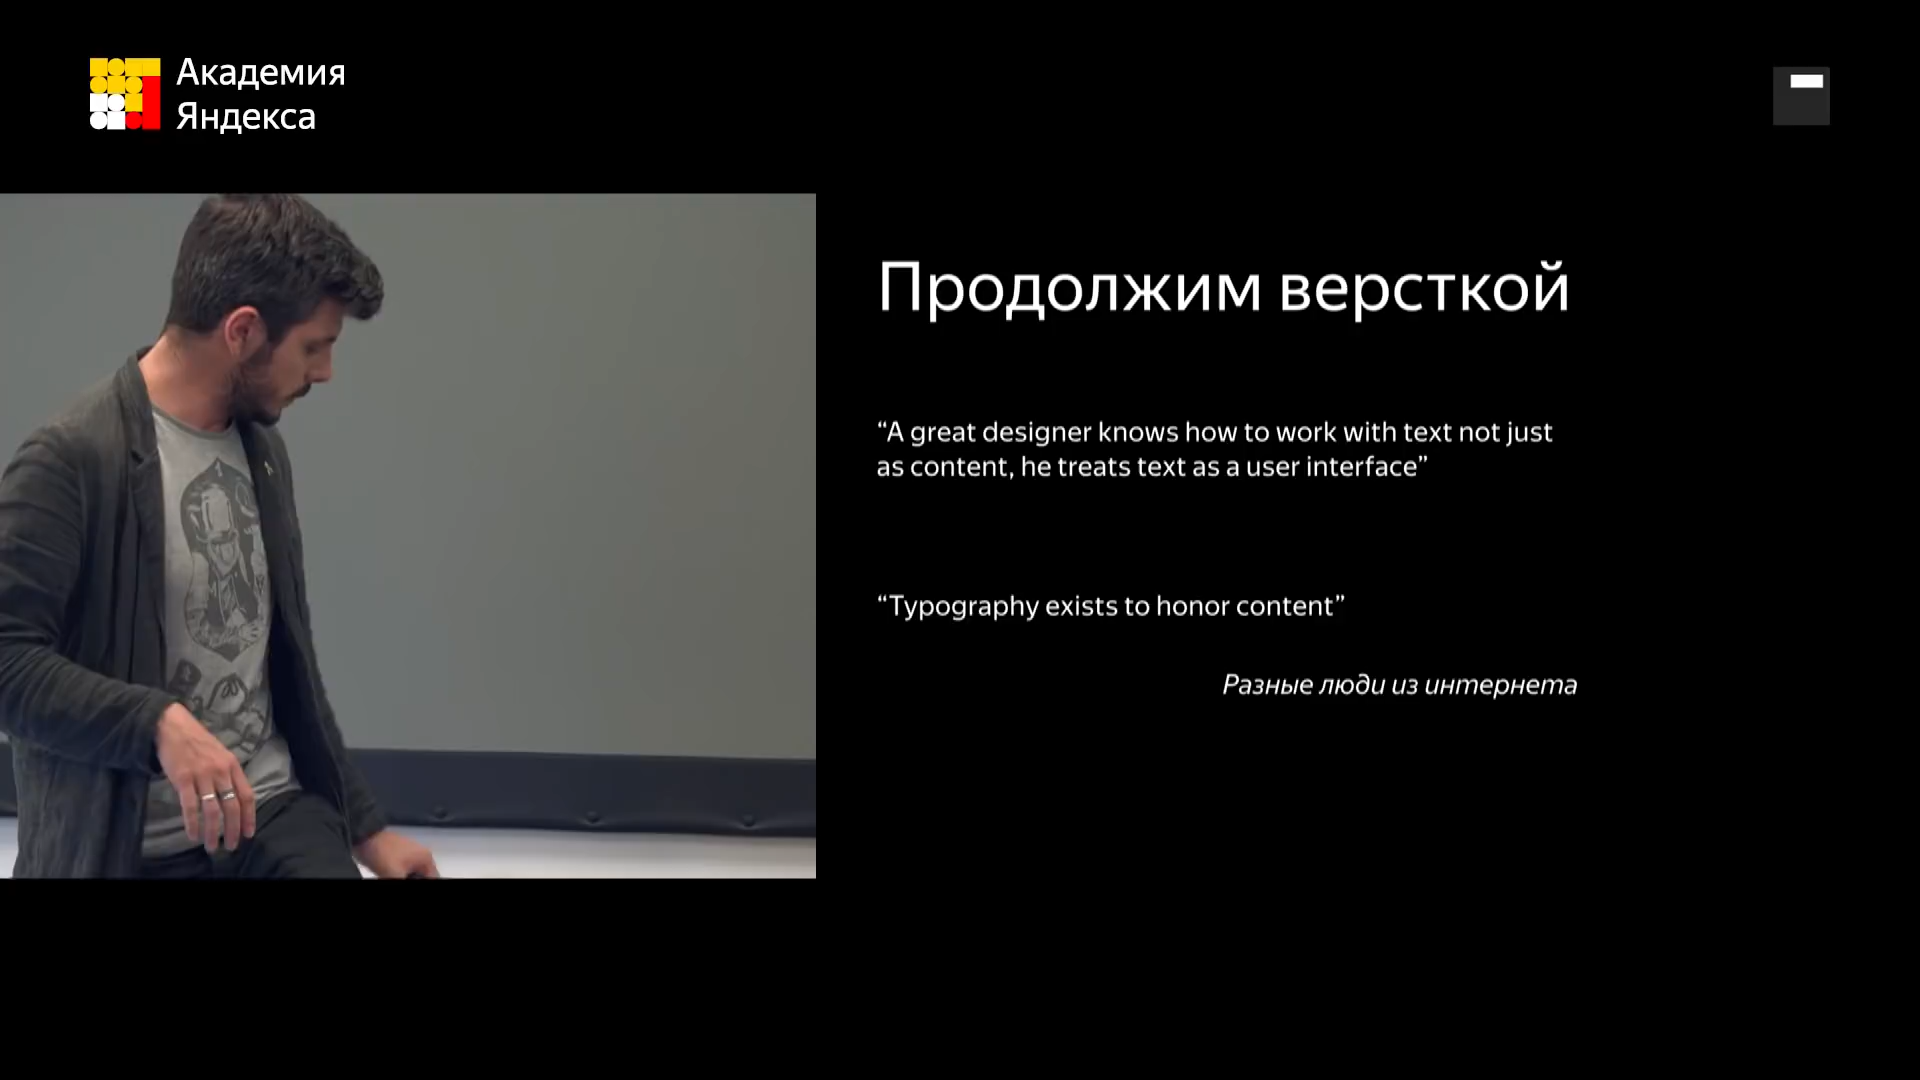 Академия
Яндекса
Продолжим версткой
“A great designer knows how to work with text not just
as content, he treats text as a user interface”
“Typography exists to honor content”
Разные люди из интернета